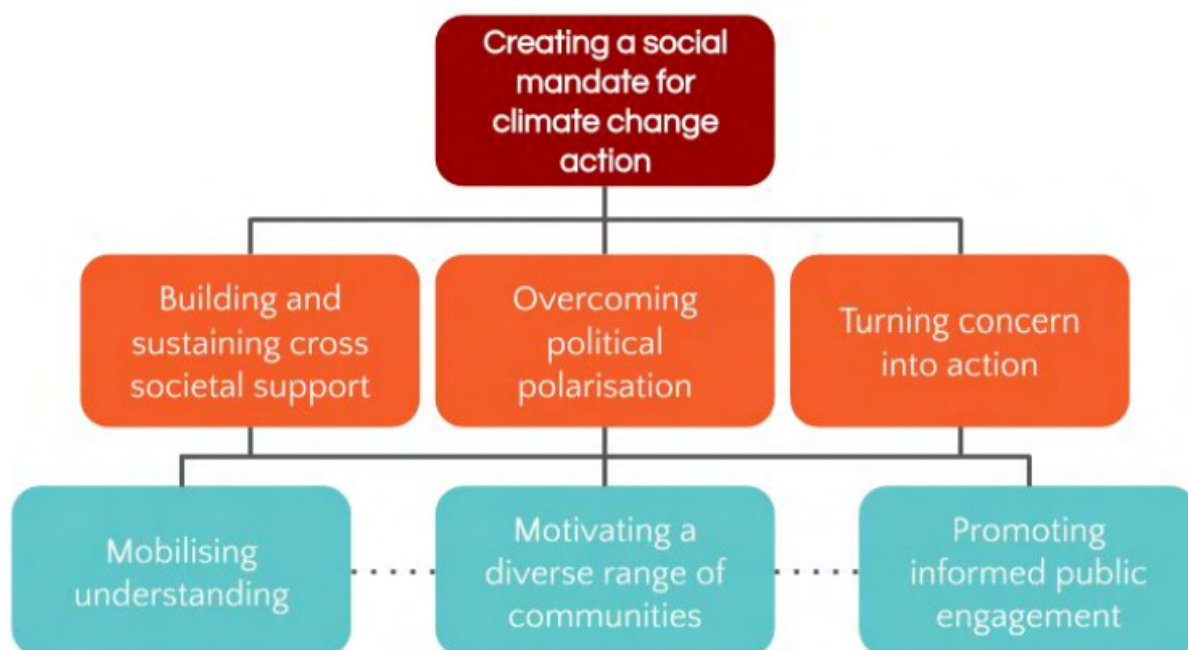 Creating a social
mandate for
climate change
action
Building and
sustaining cross
societal support
Overcoming
political
polarisation
Turning concern
into action
Mobilising
understanding
Motivating a
diverse range of
communities
Promoting
informed public
engagement